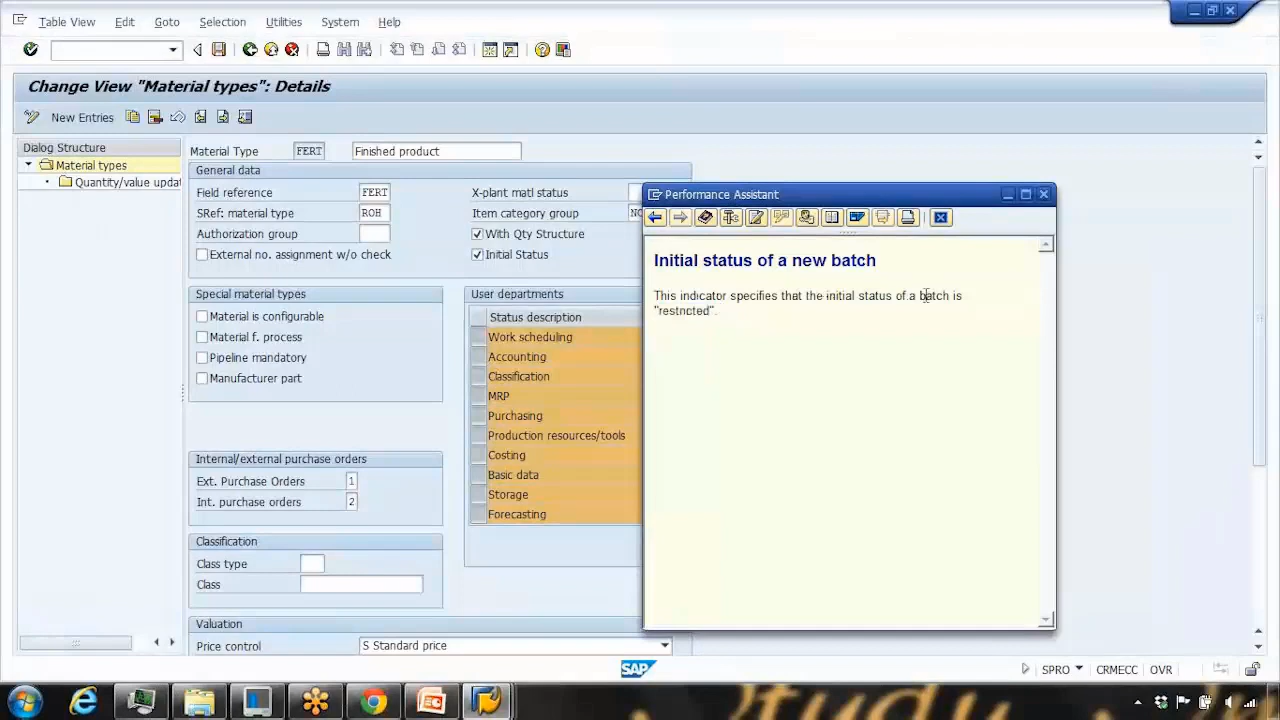 Table View Edit Goto Selection Utilities System Help
Change View "Material types": Details
New Entries
Dialog Structure
Material types
Quantity/value updat
Material Type FERT Finished product
General data
Field reference FERT X-plant matl status
SRef: material type ROH Item category group
Authorization group With Qty Structure
External no. assignment w/o check Initial Status
Special material types
Material is configurable
Material f. process
Pipeline mandatory
Manufacturer part
User departments
Status description
Work scheduling
Accounting
Classification
MRP
Purchasing
Production resources/tools
Costing
Basic data
Storage
Forecasting
Internal/external purchase orders
Ext. Purchase Orders 1
Int. purchase orders 2
Classification
Class type
Class
Valuation
Price control S Standard price
Performance Assistant
Initial status of a new batch
This indicator specifies that the initial status of a batch is
"restricted".
SAP
SPRO CRMECC OVR